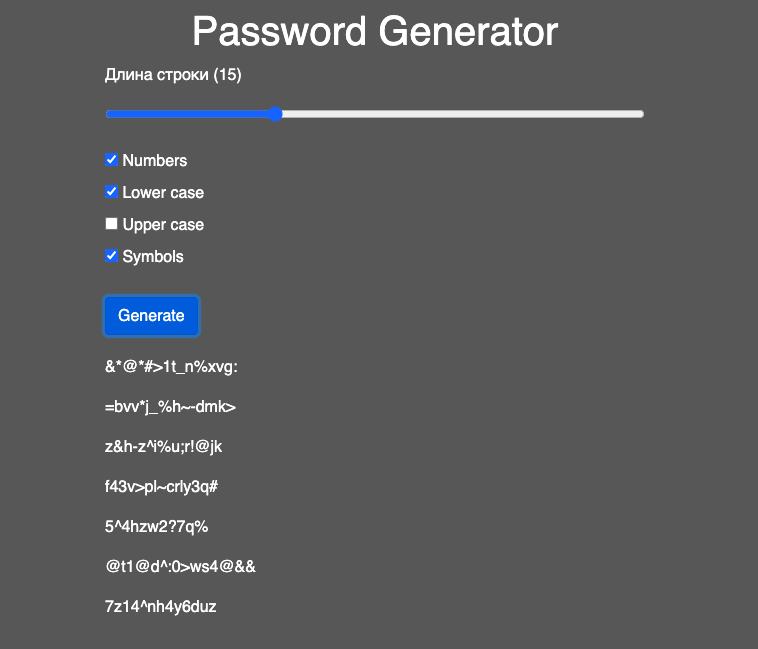 Password Generator
Длина строки (15)
Numbers
Lower case
Upper case
Symbols
Generate
&*@*#>1t_n%xvg:
=bvv*j_%h~-dmk>
z&h-z^i%u;r!@jk
f43v>pl~crly3q#
5^4hzw2?7q%
@t1@d^:0>ws4@&&
7z14^nh4y6duz